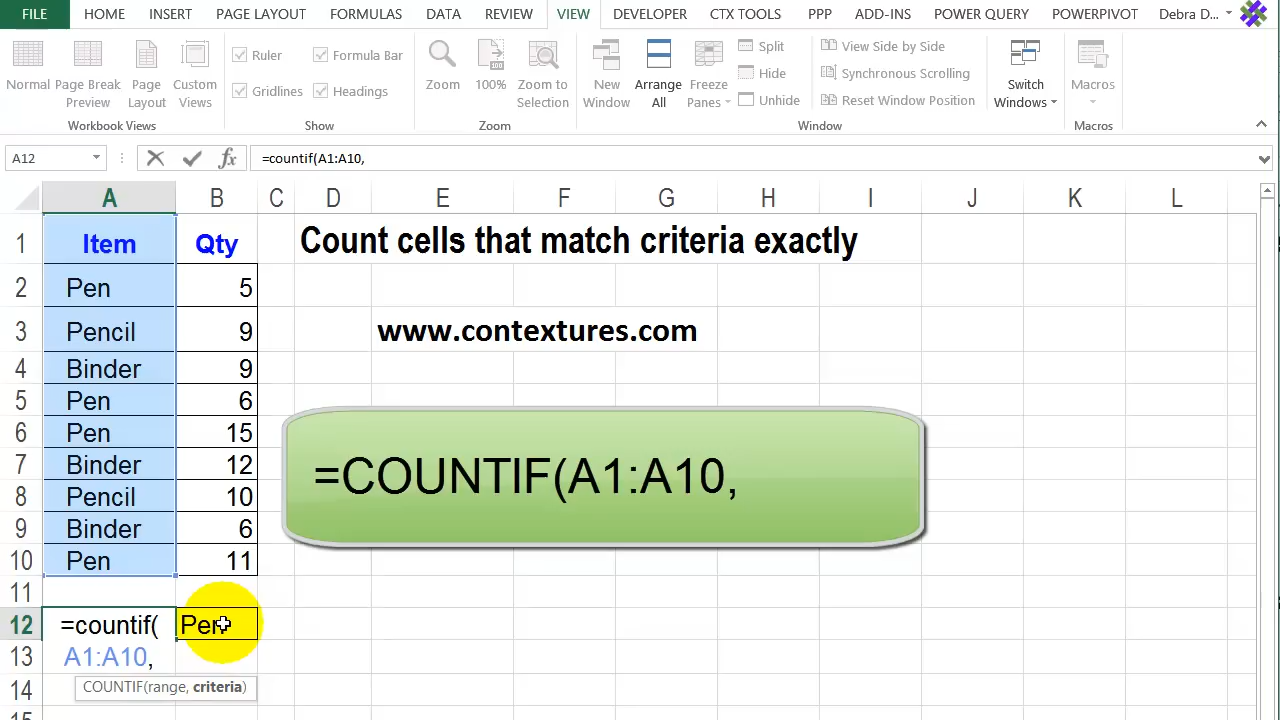 FILE HOME INSERT PAGE LAYOUT FORMULAS DATA REVIEW VIEW DEVELOPER CTX TOOLS PPP ADD-INS POWER QUERY POWERPIVOT Debra D...
Normal Page Break Preview Page Layout Custom Views
Workbook Views
Ruler Formula Bar
Gridlines Headings
Show
Zoom 100% Zoom to Selection
Zoom
New Window Arrange All Freeze Panes
Split
Hide
Unhide
View Side by Side
Synchronous Scrolling
Reset Window Position
Switch Windows
Window
Macros
Macros
A12 fx =countif(A1:A10,
A B C D E F G H I J K L
1 Item Qty Count cells that match criteria exactly
2 Pen 5
3 Pencil 9 www.contextures.com
4 Binder 9
5 Pen 6
6 Pen 15
7 Binder 12
8 Pencil 10
9 Binder 6
10 Pen 11
=COUNTIF(A1:A10,
11
12 =countif( Pen
13 A1:A10,
14 COUNTIF(range, criteria)
15